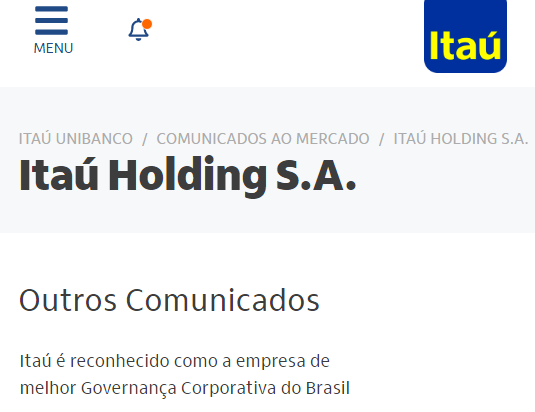 Itaú
MENU
ITAÚ UNIBANCO / COMUNICADOS AO MERCADO / ITAÚ HOLDING S.A.
Itaú Holding S.A.
Outros Comunicados
Itaú é reconhecido como a empresa de
melhor Governança Corporativa do Brasil